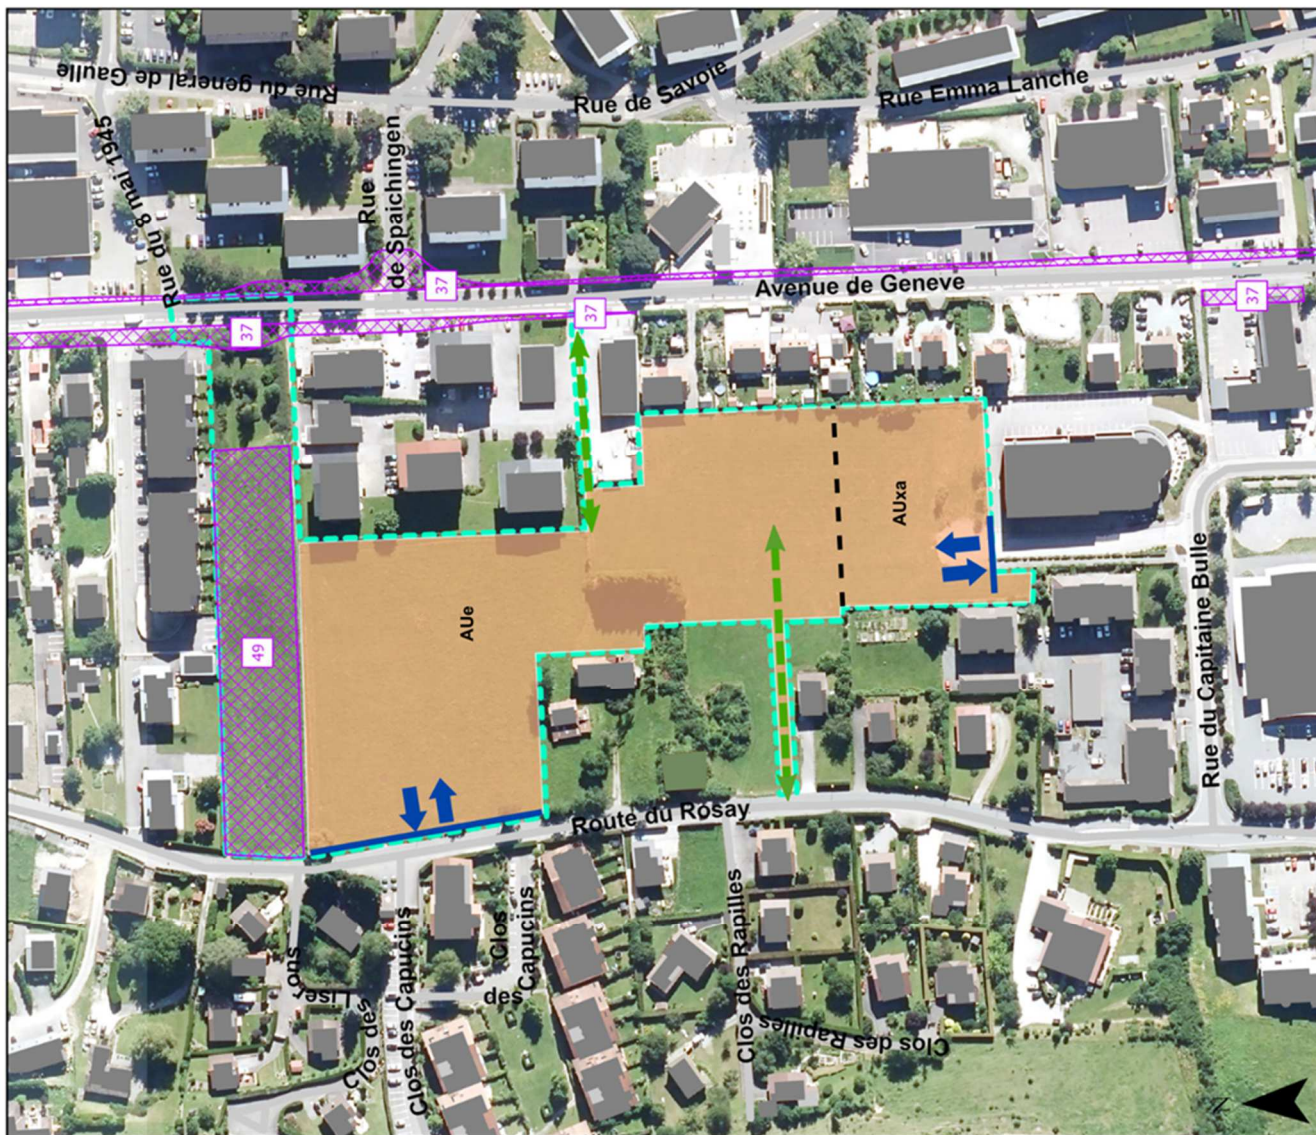 Rue du general de Gaulle
Rue de Savoie
Rue Emma Lanche
Rue du 8 mai 1945
Rue
de Spaichingen
37
Avenue de Geneve
37
37
37
49
AUe
AUxa
Rue du Capitaine Bulle
Route du Rosay
Clos des Capucins
Clos
des Capucins
Clos des Rapilles
Clos des Rapilles
Clos des
Liserons
N